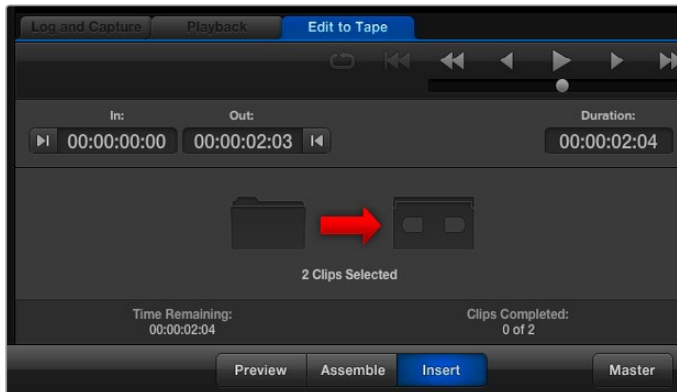 Log and Capture Playback Edit to Tape
In: Out: Duration:
00:00:00:00 00:00:02:03 00:00:02:04
2 Clips Selected
Time Remaining: Clips Completed:
00:00:02:04 0 of 2
Preview Assemble Insert Master